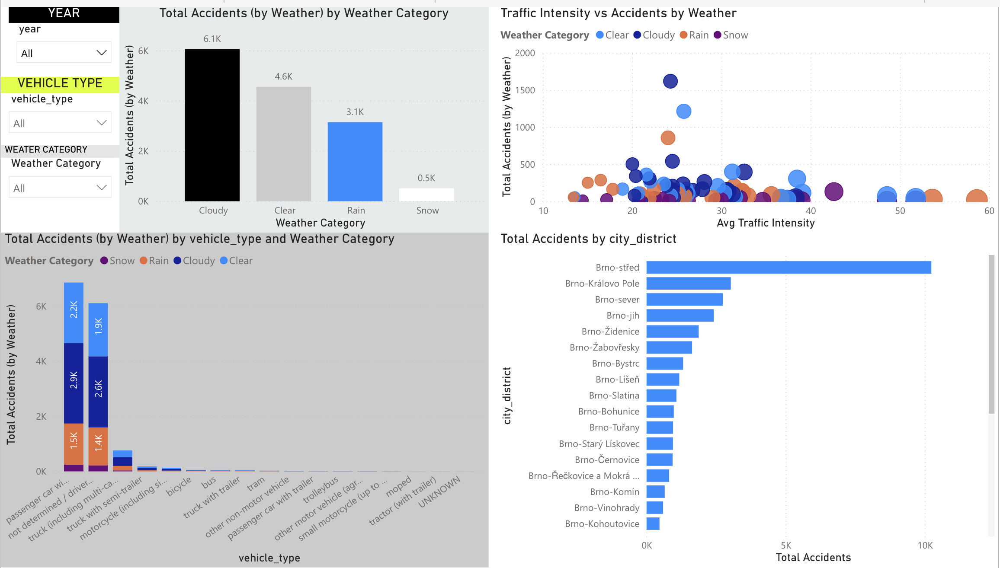 YEAR
year
All
VEHICLE TYPE
vehicle_type
All
WEATER CATEGORY
Weather Category
All
Total Accidents (by Weather) by Weather Category
Total Accidents (by Weather)
6K
4K
2K
0K
6.1K
4.6K
3.1K
0.5K
Cloudy Clear Rain Snow
Weather Category
Traffic Intensity vs Accidents by Weather
Weather Category Clear Cloudy Rain Snow
Total Accidents (by Weather)
2000
1500
1000
500
0
10 20 30 40 50 60
Avg Traffic Intensity
Total Accidents (by Weather) by vehicle_type and Weather Category
Weather Category Snow Rain Cloudy Clear
Total Accidents (by Weather)
6K
4K
2K
0K
2.2K
2.9K
1.5K
1.9K
2.6K
1.4K
passenger car wi...
not determined / driver...
truck (including multi-ca...
truck with semi-trailer
motorcycle (including si...
bicycle
bus
truck with trailer
tram
other non-motor vehicle
passenger car with trailer
trolleybus
other motor vehicle (agr...
small motorcycle (up to ...
moped
tractor (with trailer)
UNKNOWN
vehicle_type
Total Accidents by city_district
city_district
Brno-střed
Brno-Královo Pole
Brno-sever
Brno-jih
Brno-Židenice
Brno-Žabovřesky
Brno-Bystrc
Brno-Líšeň
Brno-Slatina
Brno-Bohunice
Brno-Tuřany
Brno-Starý Lískovec
Brno-Černovice
Brno-Řečkovice a Mokrá ...
Brno-Komín
Brno-Vinohrady
Brno-Kohoutovice
0K 5K 10K
Total Accidents